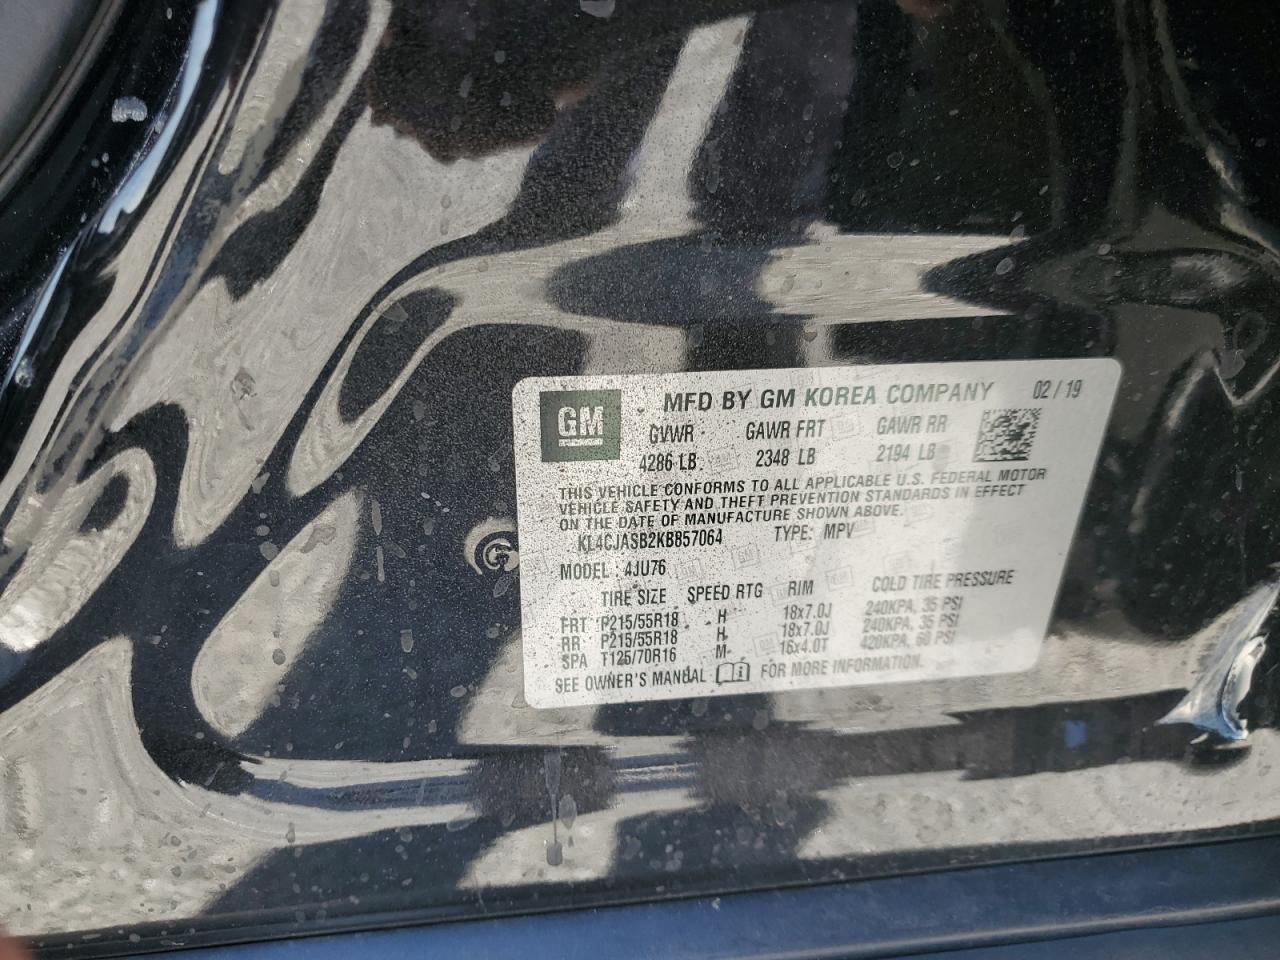 GM
MFD BY GM KOREA COMPANY 02 / 19
GVWR GAWR FRT GAWR RR
4286 LB 2348 LB 2194 LB
THIS VEHICLE CONFORMS TO ALL APPLICABLE U.S. FEDERAL MOTOR
VEHICLE SAFETY AND THEFT PREVENTION STANDARDS IN EFFECT
ON THE DATE OF MANUFACTURE SHOWN ABOVE.
KL4CJASB2KB857064 TYPE: MPV
MODEL : 4JU76
TIRE SIZE SPEED RTG RIM COLD TIRE PRESSURE
FRT P215/55R18 H 18x7.0J 240KPA, 35 PSI
RR P215/55R18 H 18x7.0J 240KPA, 35 PSI
SPA T125/70R16 M 16x4.0T 420KPA, 60 PSI
SEE OWNER'S MANUAL FOR MORE INFORMATION.